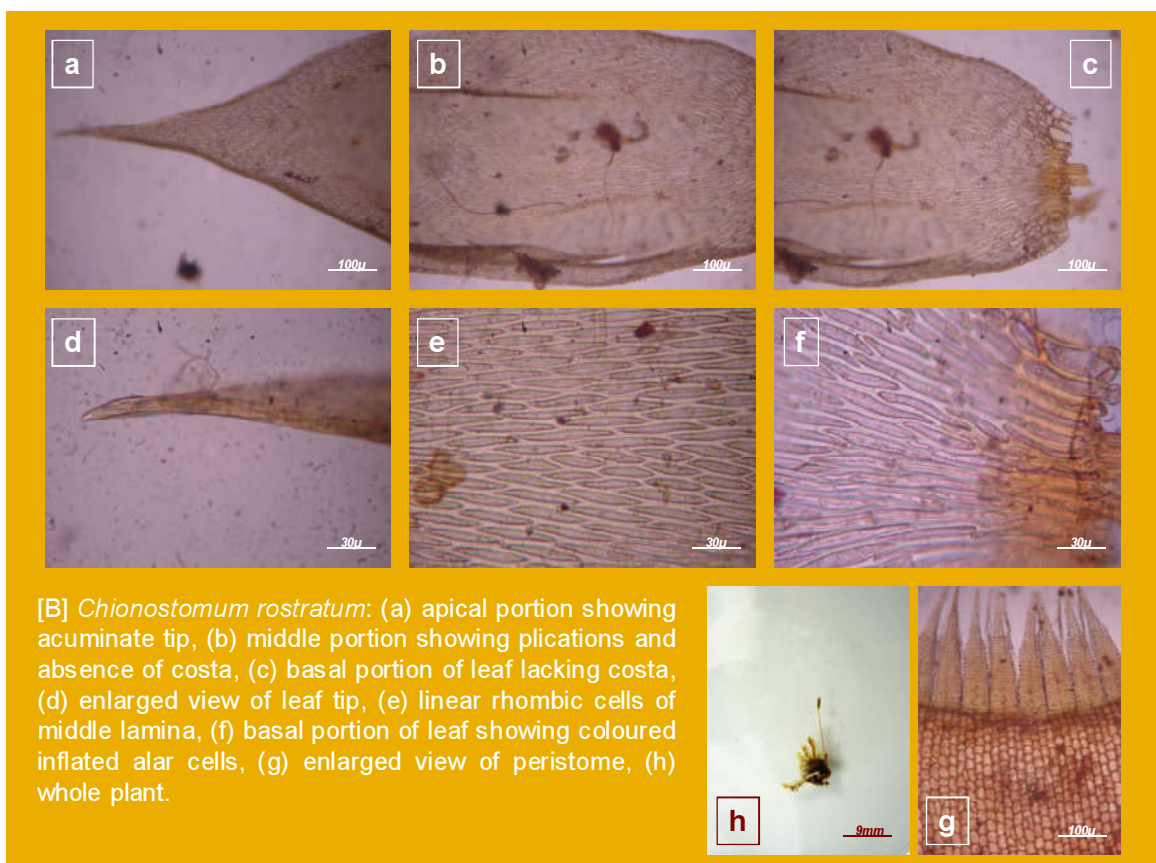 a
b
c
100μ
100μ
100μ
d
e
f
30μ
30μ
30μ
[B] Chionostomum rostratum: (a) apical portion showing
acuminate tip, (b) middle portion showing plications and
absence of costa, (c) basal portion of leaf lacking costa,
(d) enlarged view of leaf tip, (e) linear rhombic cells of
middle lamina, (f) basal portion of leaf showing coloured
inflated alar cells, (g) enlarged view of peristome, (h)
whole plant.
h
9mm
g
100μ